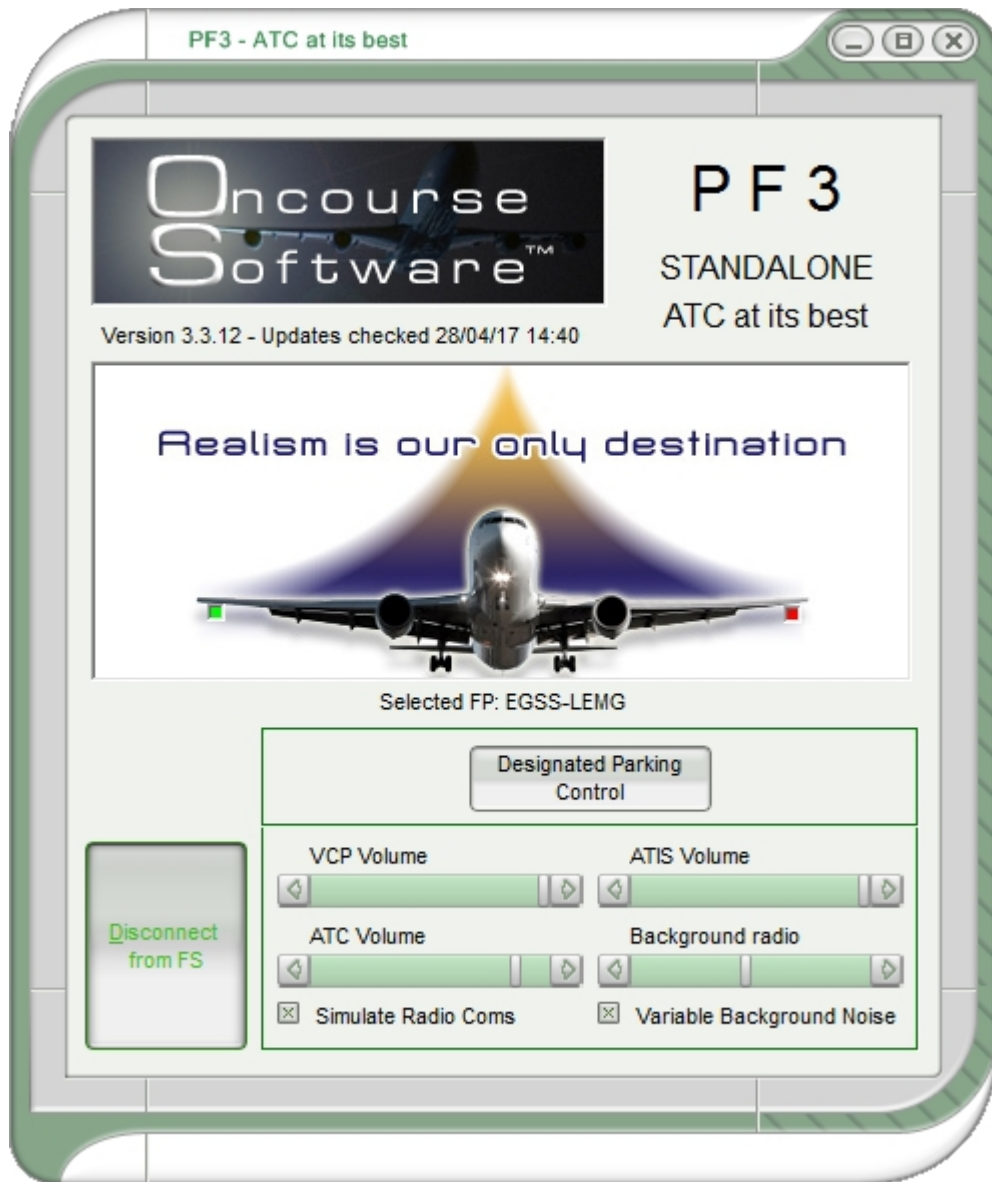 PF3 - ATC at its best
Oncourse
Software™
P F 3
STANDALONE
ATC at its best
Version 3.3.12 - Updates checked 28/04/17 14:40
Realism is our only destination
Selected FP: EGSS-LEMG
Designated Parking
Control
VCP Volume
ATIS Volume
Disconnect
from FS
ATC Volume
Background radio
Simulate Radio Coms
Variable Background Noise